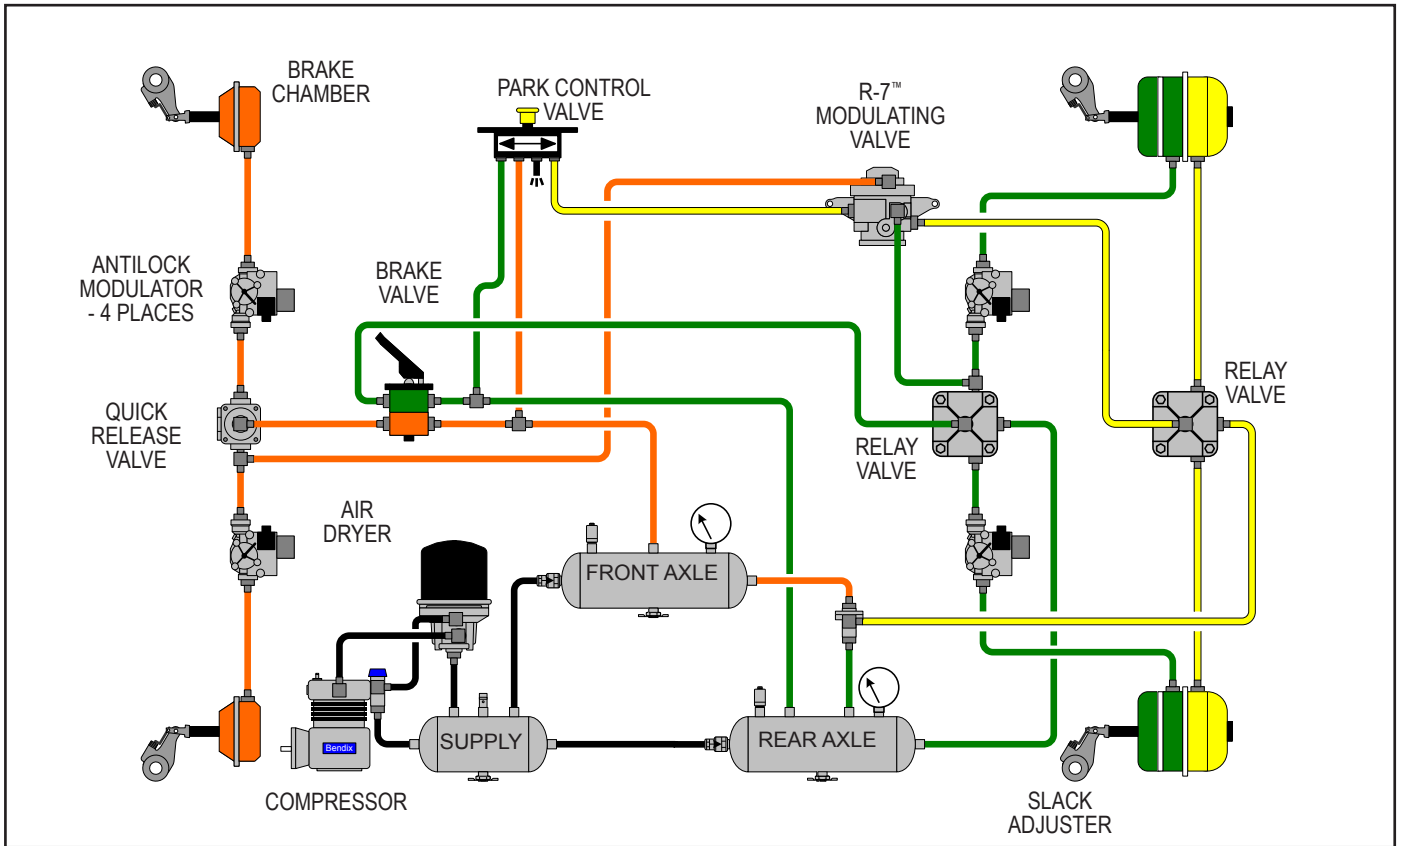 BRAKE
CHAMBER
PARK CONTROL
VALVE
R-7™
MODULATING
VALVE
ANTILOCK
MODULATOR
- 4 PLACES
BRAKE
VALVE
RELAY
VALVE
QUICK
RELEASE
VALVE
RELAY
VALVE
AIR
DRYER
FRONT AXLE
SUPPLY
REAR AXLE
Bendix
COMPRESSOR
SLACK
ADJUSTER